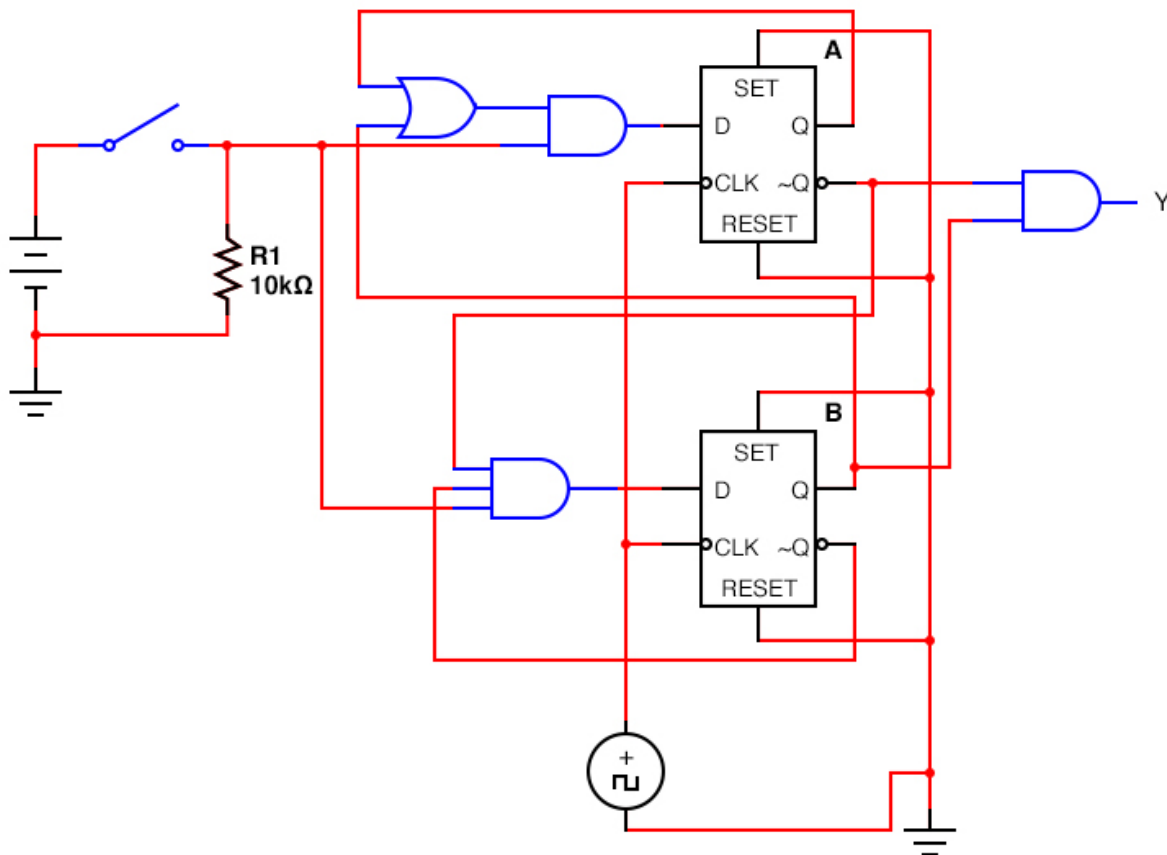 A
SET
D Q
CLK ~Q
RESET
Y
R1
10kΩ
B
SET
D Q
CLK ~Q
RESET
+